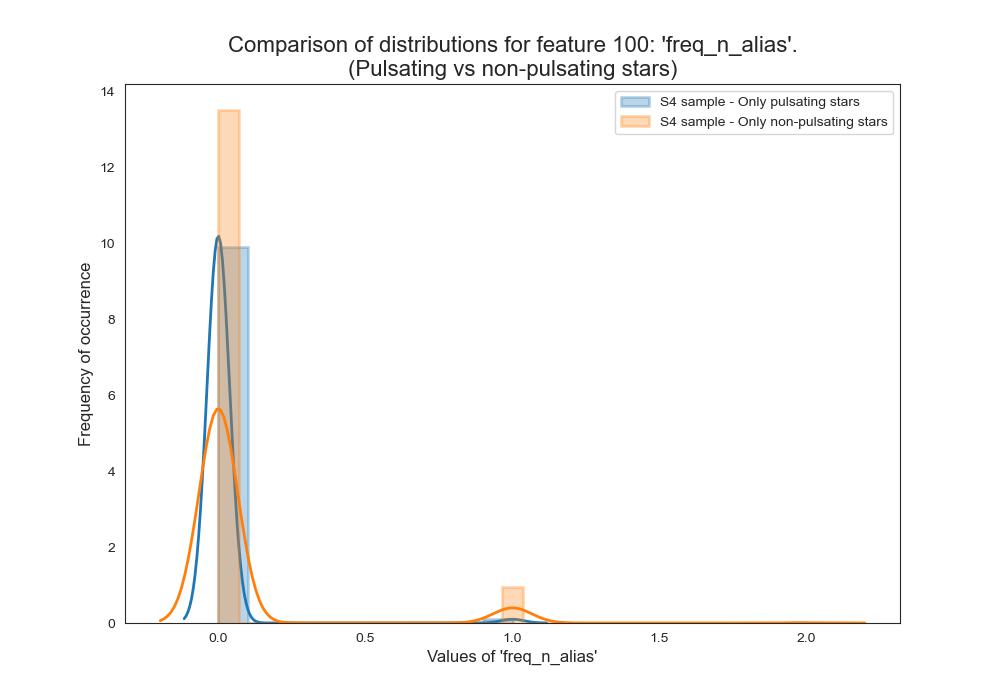 Comparison of distributions for feature 100: 'freq_n_alias'.
(Pulsating vs non-pulsating stars)
S4 sample - Only pulsating stars
S4 sample - Only non-pulsating stars
Frequency of occurrence
14
12
10
8
6
4
2
0
0.0 0.5 1.0 1.5 2.0
Values of 'freq_n_alias'